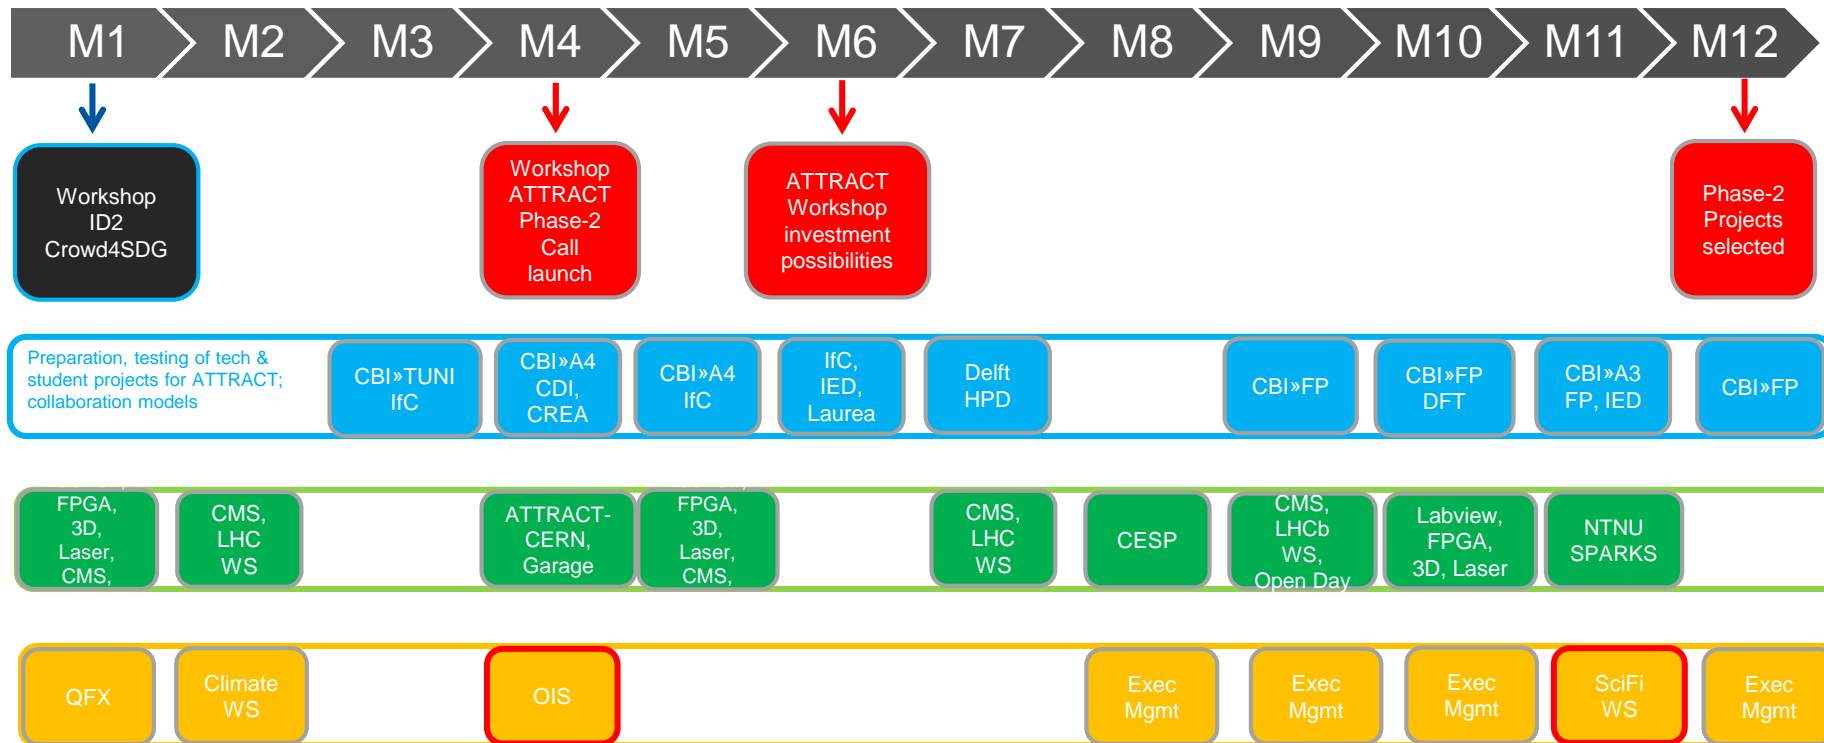 M1 M2 M3 M4 M5 M6 M7 M8 M9 M10 M11 M12
Workshop
ID2
Crowd4SDG
Workshop
ATTRACT
Phase-2
Call
launch
ATTRACT
Workshop
investment
possibilities
Phase-2
Projects
selected
Preparation, testing of tech &
student projects for ATTRACT;
collaboration models
CBI»TUNI
IfC
CBI»A4
CDI,
CREA
CBI»A4
IfC
IfC,
IED,
Laurea
Delft
HPD
CBI»FP
CBI»FP
DFT
CBI»A3
FP, IED
CBI»FP
FPGA,
3D,
Laser,
CMS,
CMS,
LHC
WS
ATTRACT-
CERN,
Garage
FPGA,
3D,
Laser,
CMS,
CMS,
LHC
WS
CESP
CMS,
LHCb
WS,
Open Day
Labview,
FPGA,
3D, Laser
NTNU
SPARKS
QFX
Climate
WS
OIS
Exec
Mgmt
Exec
Mgmt
Exec
Mgmt
SciFi
WS
Exec
Mgmt